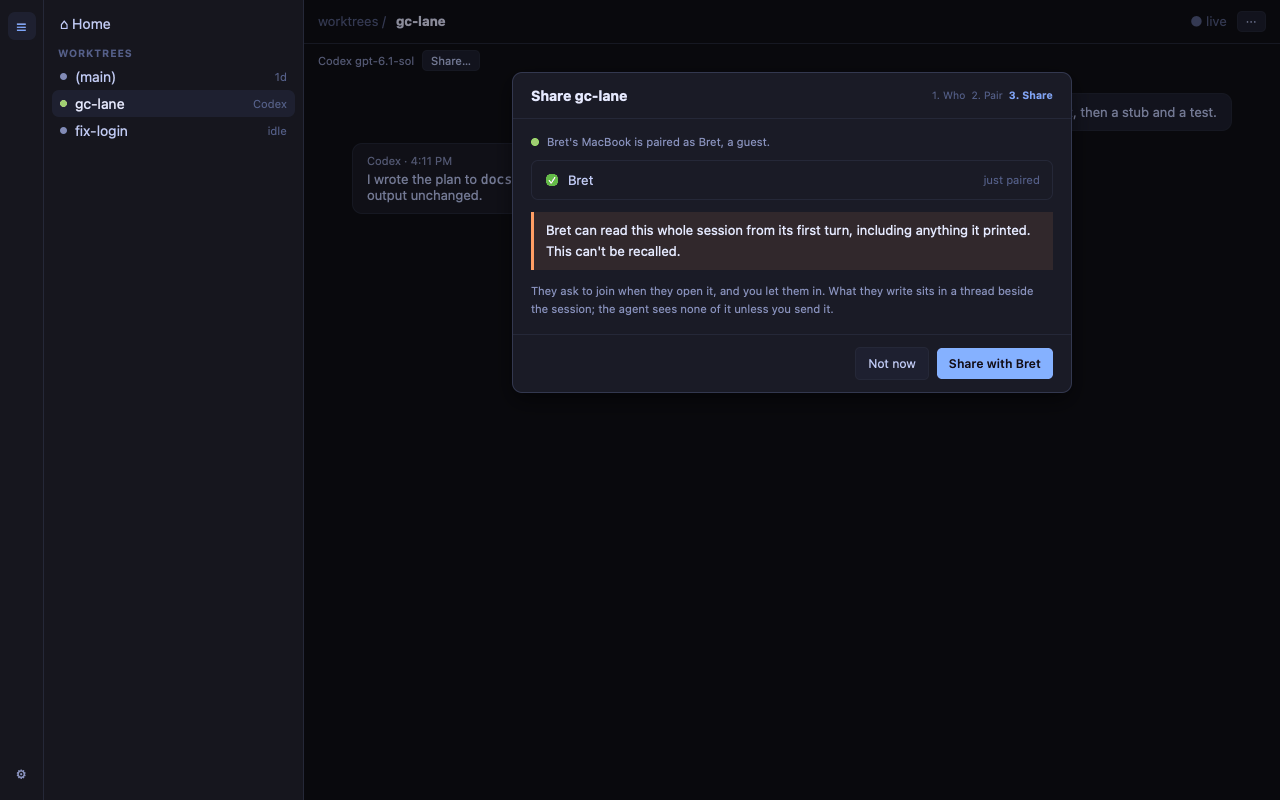 Home
WORKTREES
(main) 1d
gc-lane Codex
fix-login idle
worktrees / gc-lane
live
Codex gpt-6.1-sol Share…
, then a stub and a test.
Codex · 4:11 PM
I wrote the plan to docs
output unchanged.
Share gc-lane
1. Who 2. Pair 3. Share
Bret's MacBook is paired as Bret, a guest.
Bret just paired
Bret can read this whole session from its first turn, including anything it printed.
This can't be recalled.
They ask to join when they open it, and you let them in. What they write sits in a thread beside
the session; the agent sees none of it unless you send it.
Not now
Share with Bret